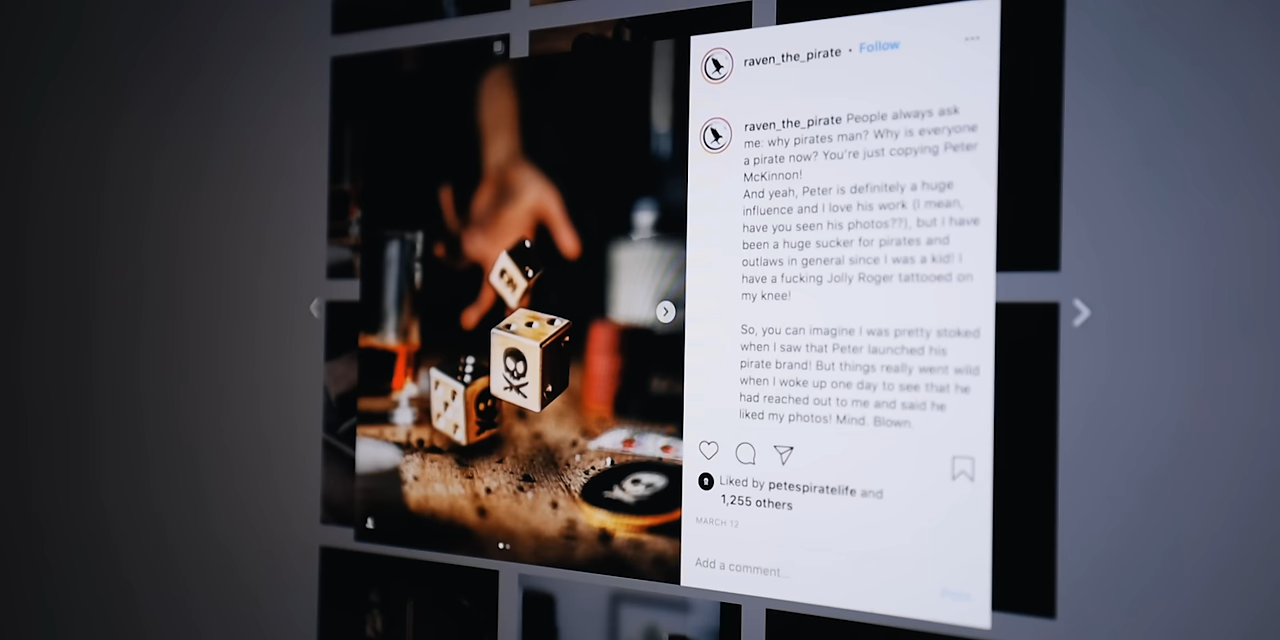 raven_the_pirate • Follow
raven_the_pirate People always ask
me: why pirates man? Why is everyone
a pirate now? You're just copying Peter
McKinnon!
And yeah, Peter is definitely a huge
influence and I love his work (I mean,
have you seen his photos??), but I have
been a huge sucker for pirates and
outlaws in general since I was a kid! I
have a fucking Jolly Roger tattooed on
my knee!
So, you can imagine I was pretty stoked
when I saw that Peter launched his
pirate brand! But things really went wild
when I woke up one day to see that he
had reached out to me and said he
liked my photos! Mind. Blown.
Liked by petespiratelife and
1,255 others
MARCH 12
Add a comment...
Post